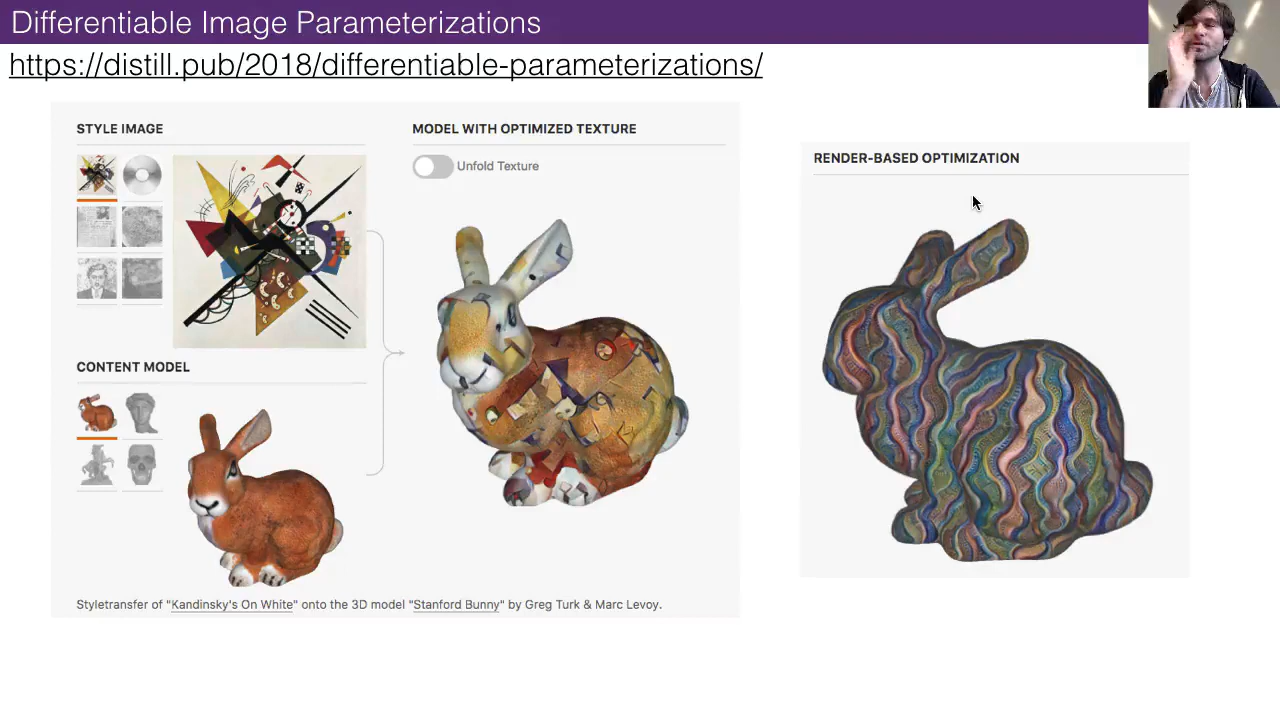 Differentiable Image Parameterizations
https://distill.pub/2018/differentiable-parameterizations/
STYLE IMAGE
MODEL WITH OPTIMIZED TEXTURE
Unfold Texture
CONTENT MODEL
Styletransfer of "Kandinsky's On White" onto the 3D model "Stanford Bunny" by Greg Turk & Marc Levoy.
RENDER-BASED OPTIMIZATION